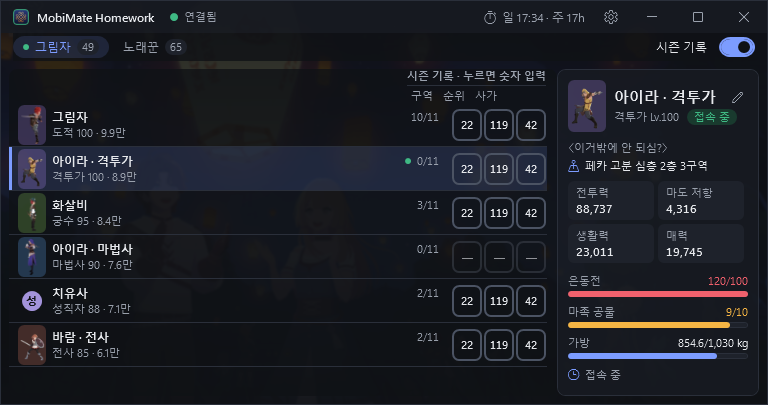 MobiMate Homework 연결됨 일 17:34 · 주 17h
그림자 49 노래꾼 65 시즌 기록
시즌 기록 · 누르면 숫자 입력
구역 순위 사가
그림자
도적 100 · 9.9만
10/11 22 119 42
아이라 · 격투가
격투가 100 · 8.9만
0/11 22 119 42
화살비
궁수 95 · 8.4만
3/11 22 119 42
아이라 · 마법사
마법사 90 · 7.6만
0/11 — — —
성
치유사
성직자 88 · 7.1만
2/11 22 119 42
바람 · 전사
전사 85 · 6.1만
2/11 22 119 42
아이라 · 격투가
격투가 Lv.100 접속 중
<이거밖에 안 되심?>
페카 고분 심층 2층 3구역
전투력 마도 저항
88,737 4,316
생활력 매력
23,011 19,745
은동전 120/100
마족 공물 9/10
가방 854.6/1,030 kg
접속 중